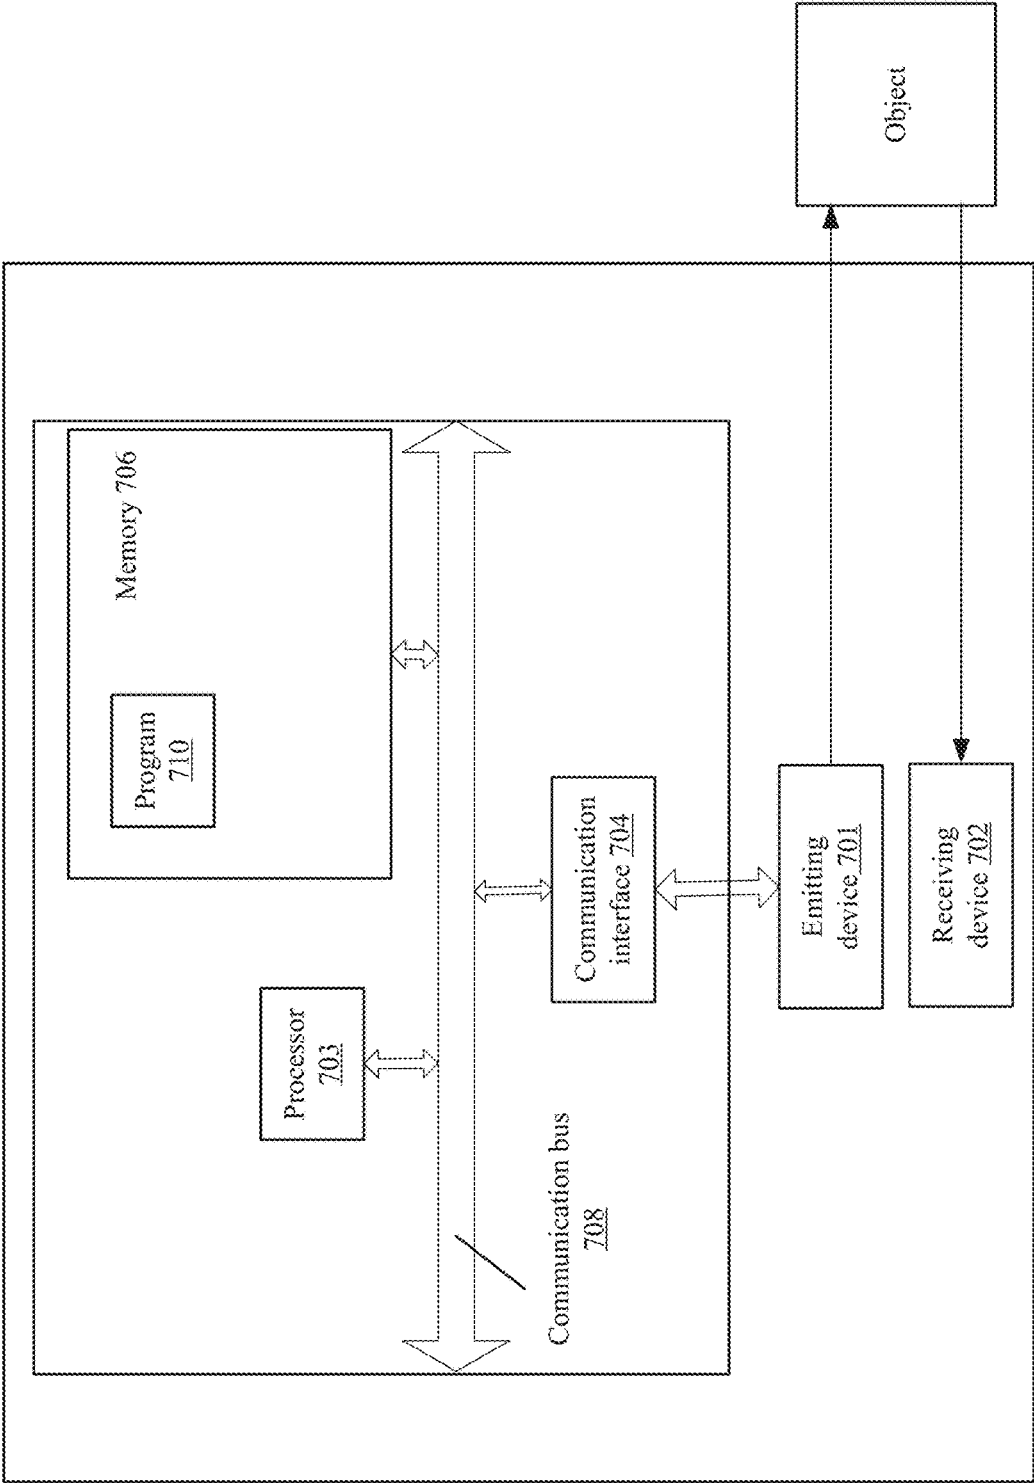 Processor
703
Program
710
Memory 706
Communication bus
708
Communication
interface 704
Emitting
device 701
Receiving
device 702
Object